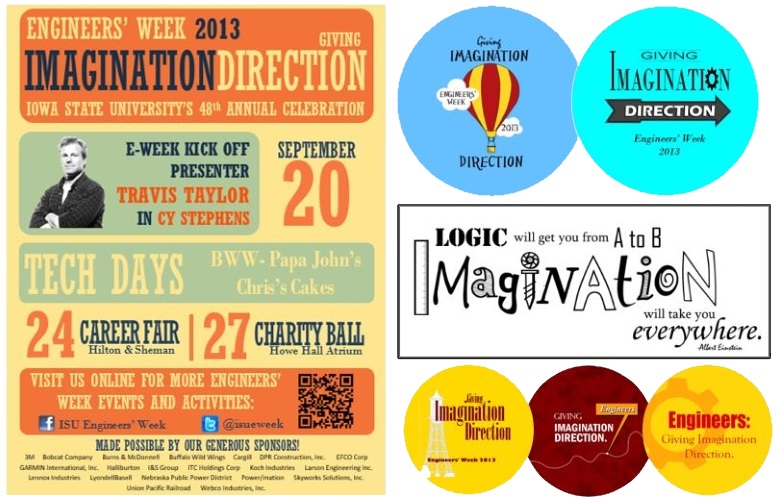 ENGINEERS' WEEK 2013
GIVING
IMAGINATION DIRECTION
IOWA STATE UNIVERSITY'S 48th ANNUAL CELEBRATION
E-WEEK KICK OFF
PRESENTER
TRAVIS TAYLOR
IN CY STEPHENS
SEPTEMBER
20
TECH DAYS
BWW- Papa John's
Chris's Cakes
24 CAREER FAIR
Hilton & Sheman
27 CHARITY BALL
Howe Hall Atrium
VISIT US ONLINE FOR MORE ENGINEERS'
WEEK EVENTS AND ACTIVITIES:
ISU Engineers' Week
@isueweek
MADE POSSIBLE BY OUR GENEROUS SPONSORS!
3M Bobcat Company Burns & McDonnell Buffalo Wild Wings Cargill DPR Construction, Inc. EFCO Corp
GARMIN International, Inc. Halliburton I&S Group ITC Holdings Corp Koch Industries Larson Engineering inc.
Lennox Industries LyondellBasell Nebraska Public Power District Power/mation Skyworks Solutions, Inc.
Union Pacific Railroad Webco Industries, Inc.
Giving
IMAGINATION
ENGINEERS'
WEEK
2013
DIRECTION
GIVING
IMAGINATION
DIRECTION
Engineers' Week
2013
LOGIC will get you from A to B
IMagiNAtioN
will take you
everywhere.
-Albert Einstein
Giving
Imagination
Direction
Engineers Week 2013
Engineers
GIVING
IMAGINATION
DIRECTION.
Engineers:
Giving Imagination
Direction.